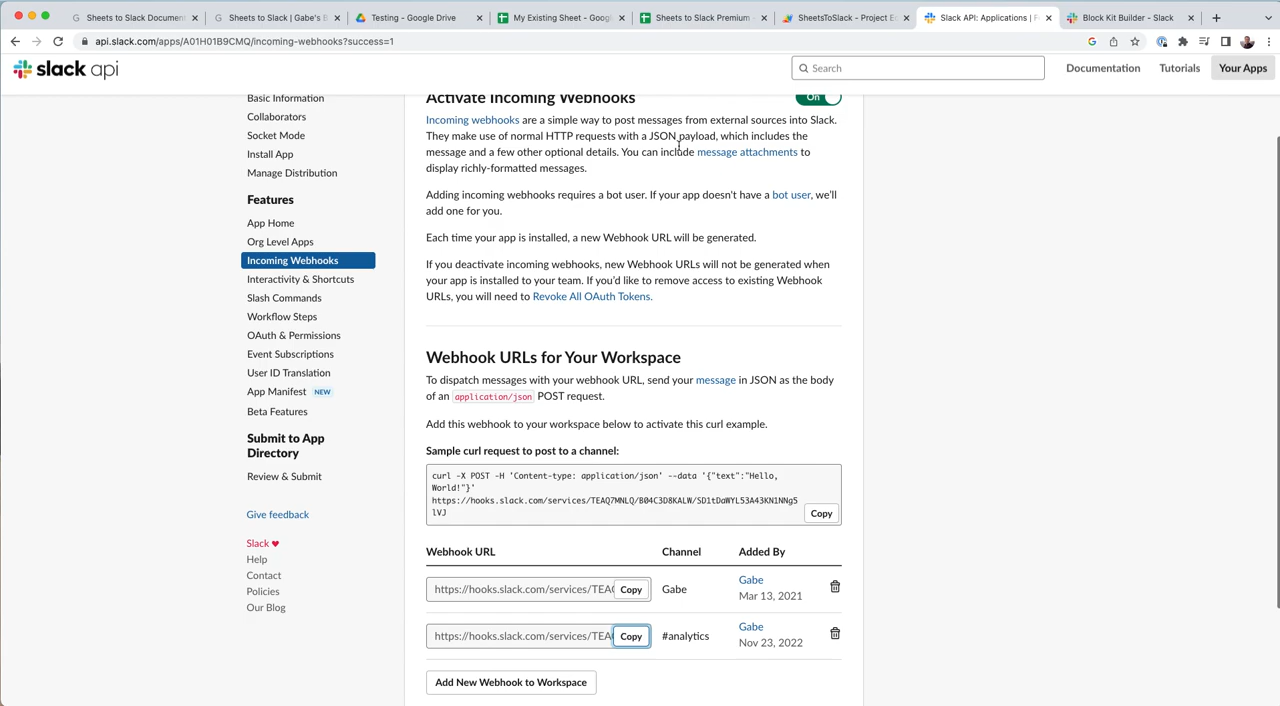 Sheets to Slack Document
Sheets to Slack | Gabe's B
Testing - Google Drive
My Existing Sheet - Goog
Sheets to Slack Premium -
SheetsToSlack - Project E
Slack API: Applications | F
Block Kit Builder - Slack
api.slack.com/apps/A01H01B9CMQ/incoming-webhooks?success=1
slack api
Search
Documentation
Tutorials
Your Apps
Basic Information
Collaborators
Socket Mode
Install App
Manage Distribution
Features
App Home
Org Level Apps
Incoming Webhooks
Interactivity & Shortcuts
Slash Commands
Workflow Steps
OAuth & Permissions
Event Subscriptions
User ID Translation
App Manifest NEW
Beta Features
Submit to App
Directory
Review & Submit
Give feedback
Slack ♥
Help
Contact
Policies
Our Blog
Activate Incoming Webhooks
On
Incoming webhooks are a simple way to post messages from external sources into Slack.
They make use of normal HTTP requests with a JSON payload, which includes the
message and a few other optional details. You can include message attachments to
display richly-formatted messages.
Adding incoming webhooks requires a bot user. If your app doesn't have a bot user, we'll
add one for you.
Each time your app is installed, a new Webhook URL will be generated.
If you deactivate incoming webhooks, new Webhook URLs will not be generated when
your app is installed to your team. If you'd like to remove access to existing Webhook
URLs, you will need to Revoke All OAuth Tokens.
Webhook URLs for Your Workspace
To dispatch messages with your webhook URL, send your message in JSON as the body
of an application/json POST request.
Add this webhook to your workspace below to activate this curl example.
Sample curl request to post to a channel:
curl -X POST -H 'Content-type: application/json' --data '{"text":"Hello,
World!"}'
https://hooks.slack.com/services/TEAQ7MNLQ/B04C3D8KALW/SD1tDaWYL53A43KN1NNg5
lVJ
Copy
Webhook URL Channel Added By
https://hooks.slack.com/services/TEA Copy Gabe Gabe
Mar 13, 2021
https://hooks.slack.com/services/TEA Copy #analytics Gabe
Nov 23, 2022
Add New Webhook to Workspace